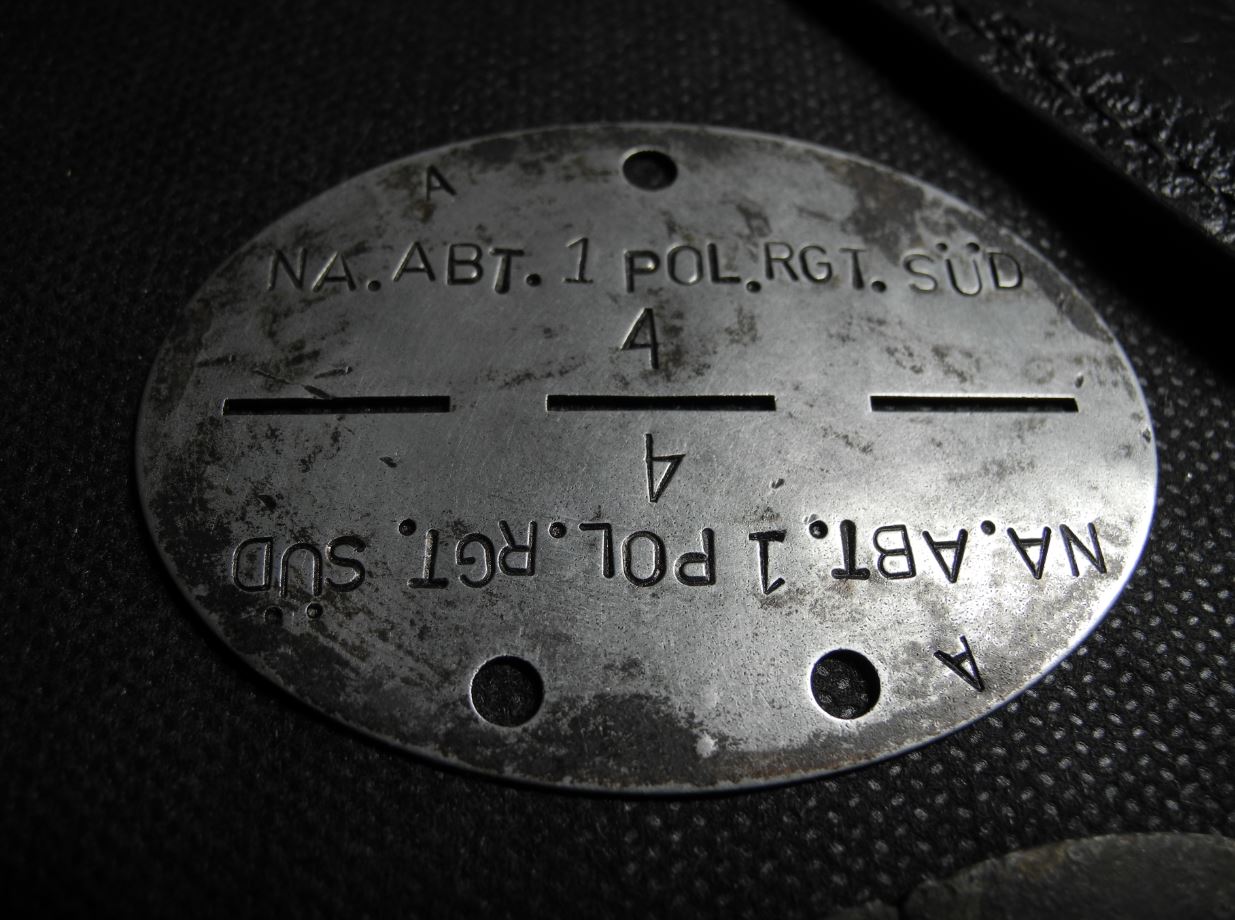 A
NA. ABT. 1 POL. RGT. SÜD
4
4
NA. ABT. 1 POL. RGT. SÜD
A